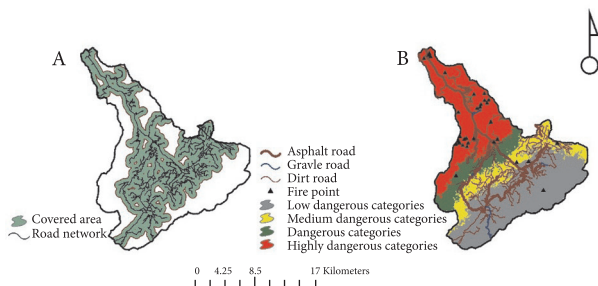 A
B
Asphalt road
Gravle road
Dirt road
Fire point
Low dangerous categories
Medium dangerous categories
Dangerous categories
Highly dangerous categories
Covered area
Road network
0 4.25 8.5 17 Kilometers